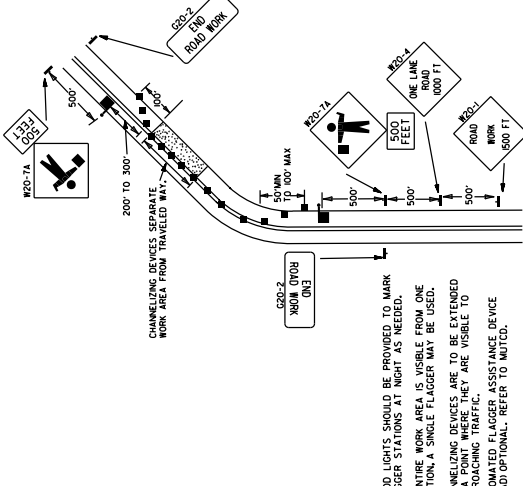 G20-2
END
ROAD WORK
500'
500
FEET
W20-7A
100'
200' TO 300'
CHANNELIZING DEVICES SEPARATE
WORK AREA FROM TRAVELED WAY.
W20-4
ONE LANE
ROAD
1000 FT
W20-7A
500
FEET
W20-1
ROAD
WORK
1500 FT
50' MIN
TO 100' MAX
500'
500'
500'
END
ROAD WORK
G20-2
LIGHTS SHOULD BE PROVIDED TO MARK
STATIONS AT NIGHT AS NEEDED.
WORK AREA IS VISIBLE FROM ONE
A SINGLE FLAGGER MAY BE USED.
DEVICES ARE TO BE EXTENDED
A POINT WHERE THEY ARE VISIBLE TO
TRAFFIC.
FLAGGER ASSISTANCE DEVICE
OPTIONAL. REFER TO MUTCD.